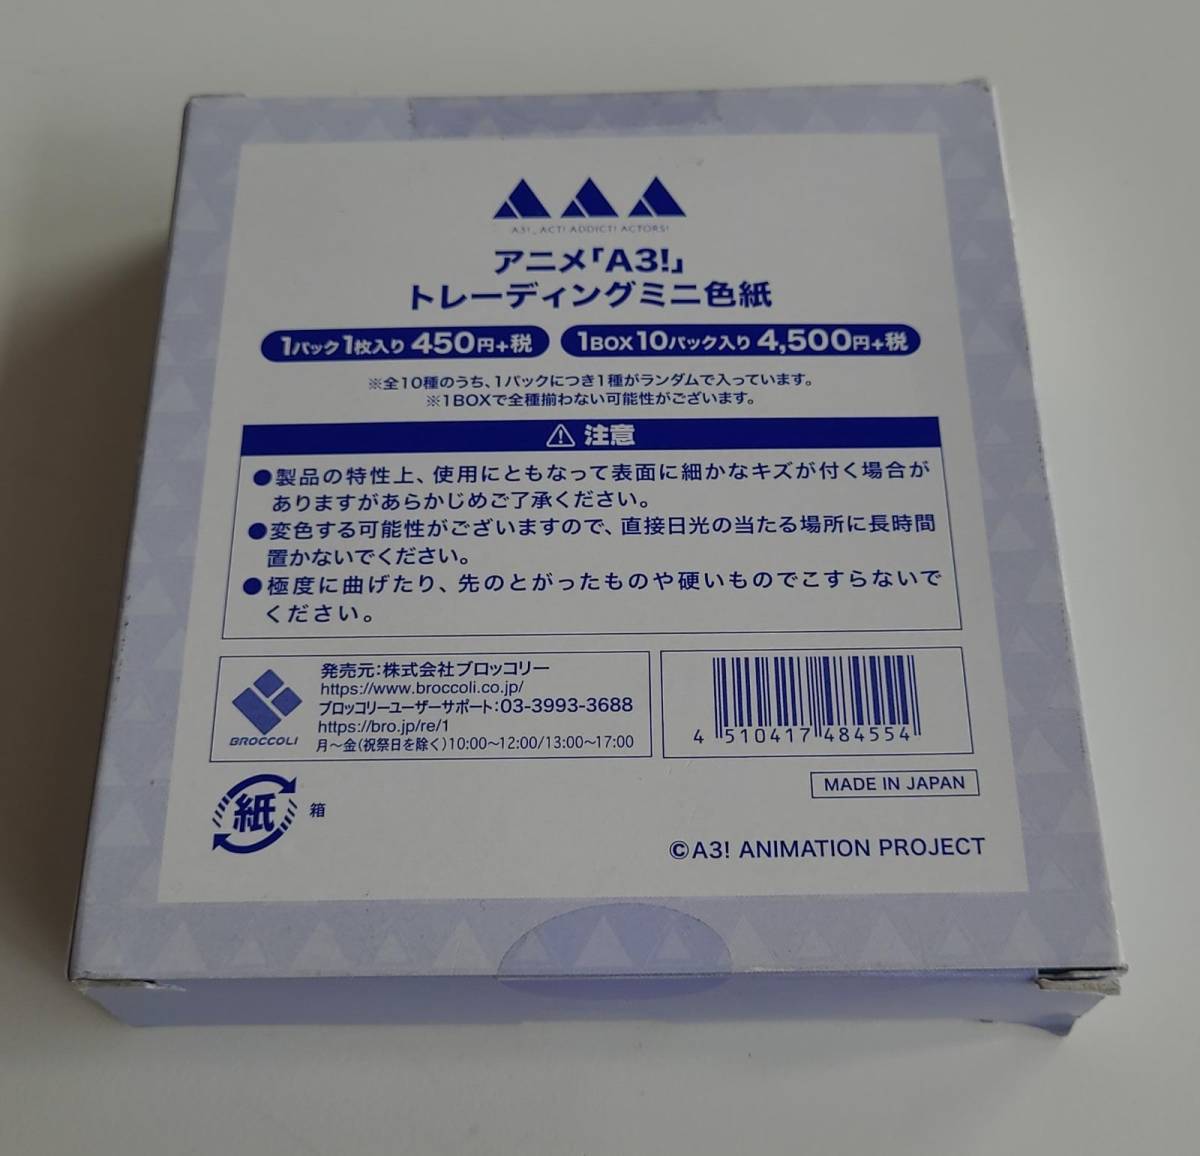 A3!_ACT! ADDICT! ACTORS!
アニメ「A3!」
トレーディングミニ色紙
1パック1枚入り 450円+税 1BOX10パック入り 4,500円+税
※全10種のうち、1パックにつき1種がランダムで入っています。
※1BOXで全種揃わない可能性がございます。
注意
●製品の特性上、使用にともなって表面に細かなキズが付く場合が
ありますがあらかじめご了承ください。
●変色する可能性がございますので、直接日光の当たる場所に長時間
置かないでください。
●極度に曲げたり、先のとがったものや硬いものでこすらないで
ください。
発売元:株式会社ブロッコリー
https://www.broccoli.co.jp/
ブロッコリーユーザーサポート:03-3993-3688
https://bro.jp/re/1
月～金(祝祭日を除く)10:00～12:00/13:00～17:00
BROCCOLI
4 510417 484554
紙 箱
MADE IN JAPAN
©A3! ANIMATION PROJECT